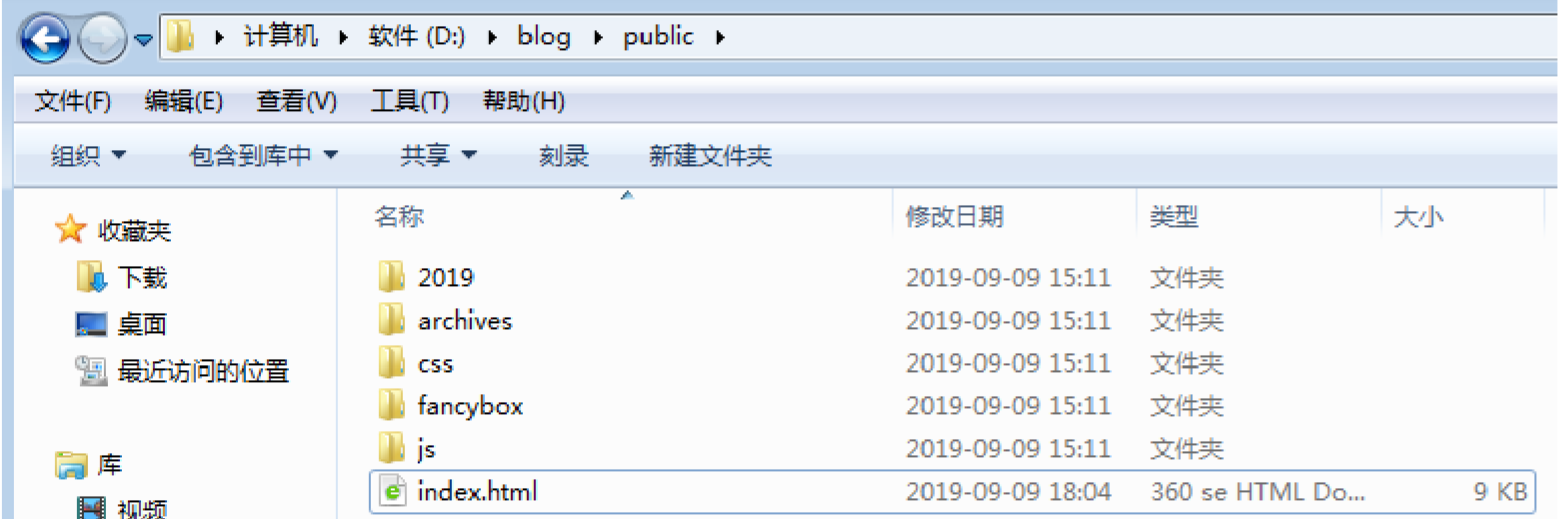 计算机 软件 (D:) blog public
文件(F) 编辑(E) 查看(V) 工具(T) 帮助(H)
组织 包含到库中 共享 刻录 新建文件夹
名称 修改日期 类型 大小
收藏夹
下载
桌面
最近访问的位置
库
视频
2019 2019-09-09 15:11 文件夹
archives 2019-09-09 15:11 文件夹
css 2019-09-09 15:11 文件夹
fancybox 2019-09-09 15:11 文件夹
js 2019-09-09 15:11 文件夹
index.html 2019-09-09 18:04 360 se HTML Do... 9 KB